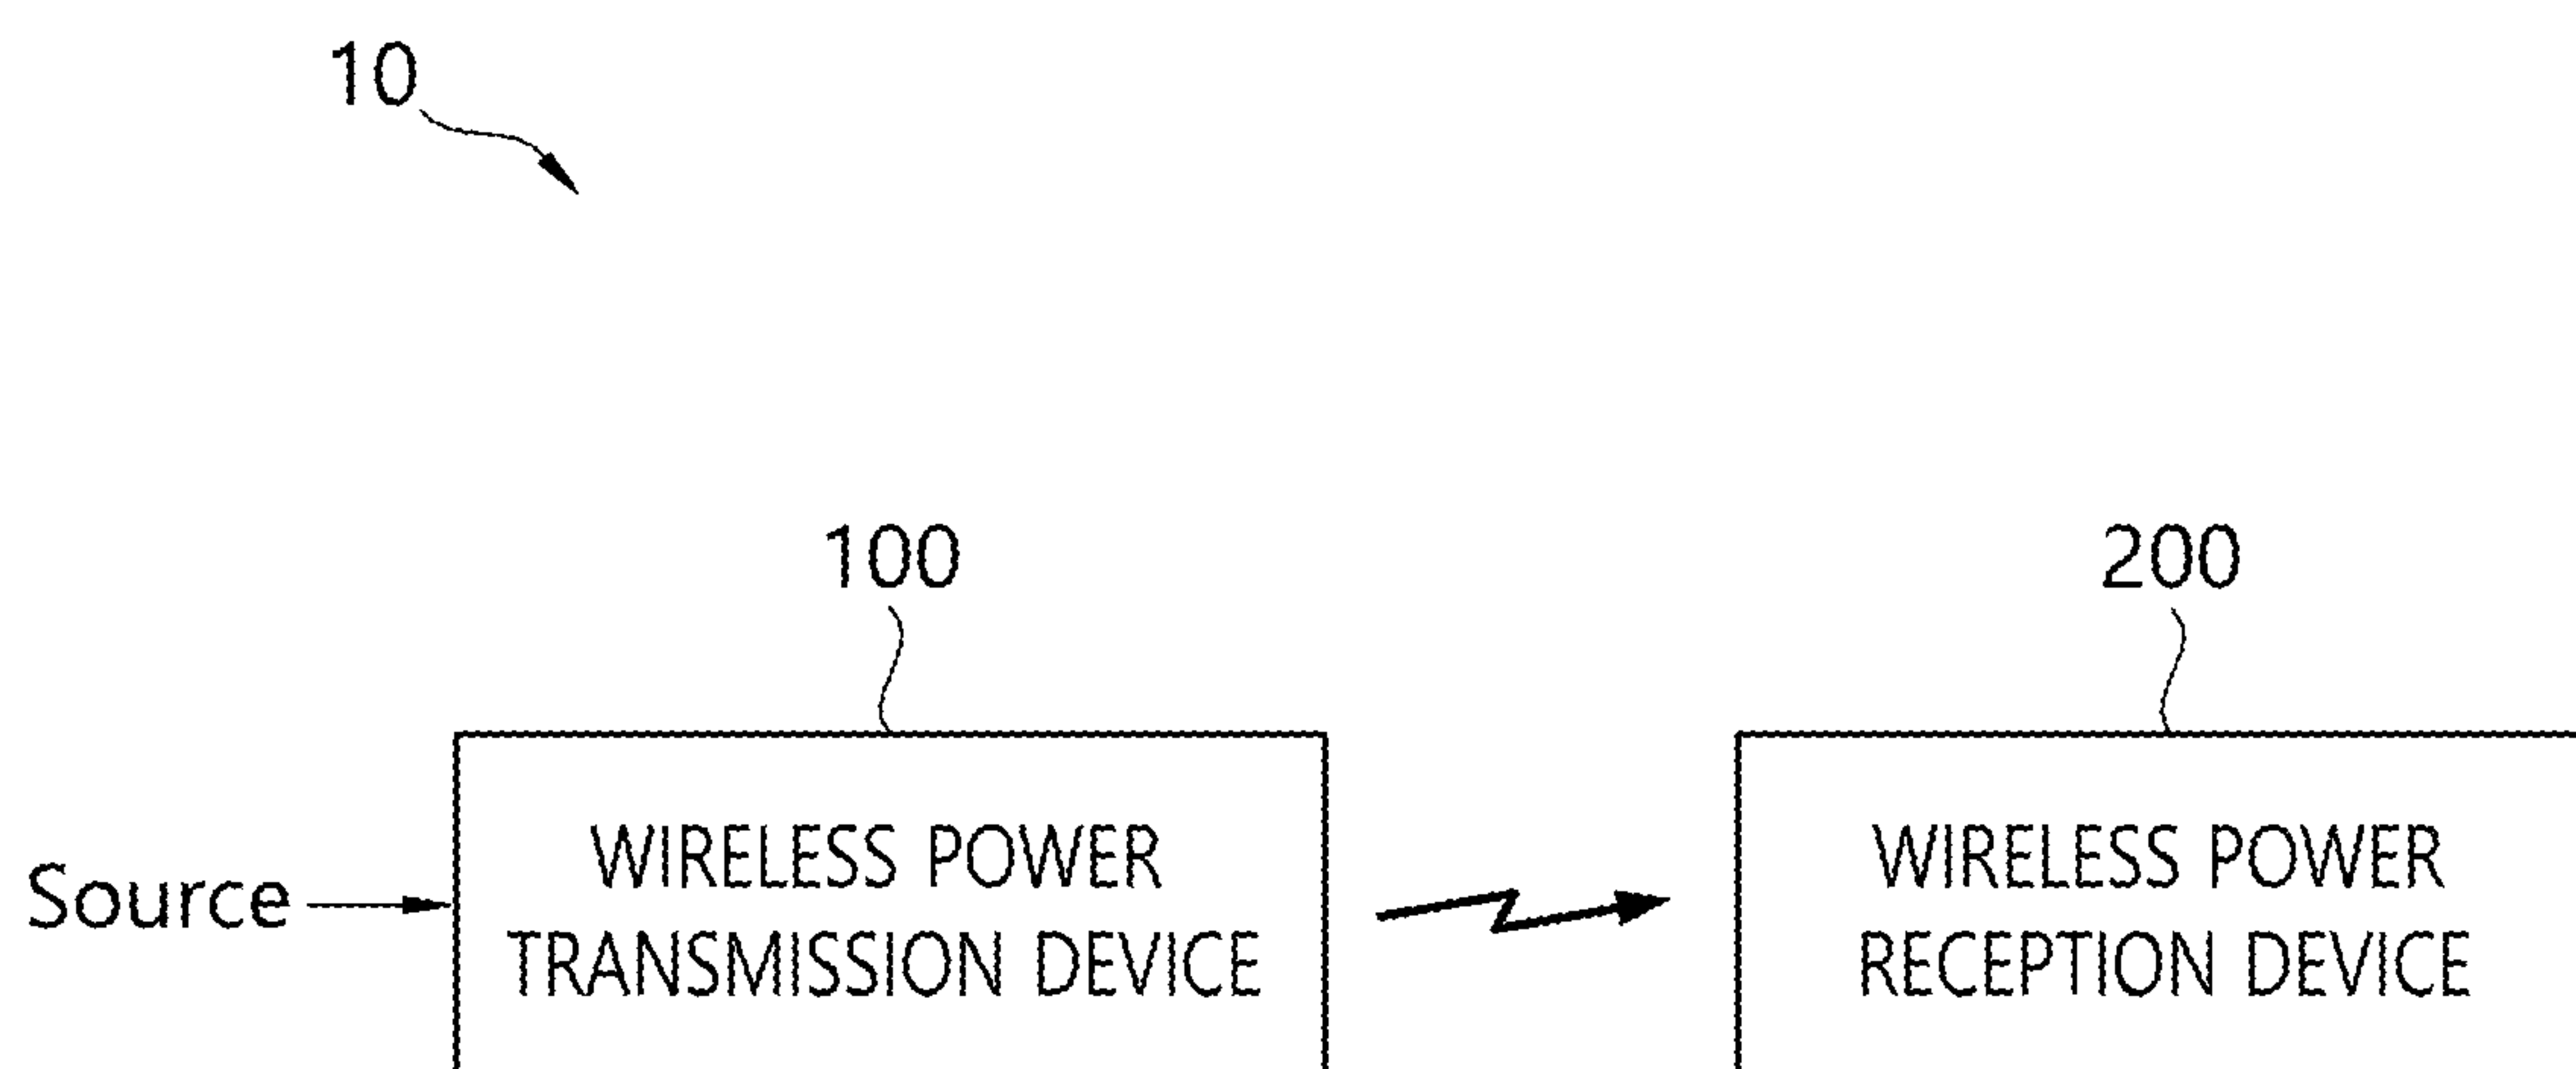 10
100
200
Source
WIRELESS POWER
TRANSMISSION DEVICE
WIRELESS POWER
RECEPTION DEVICE